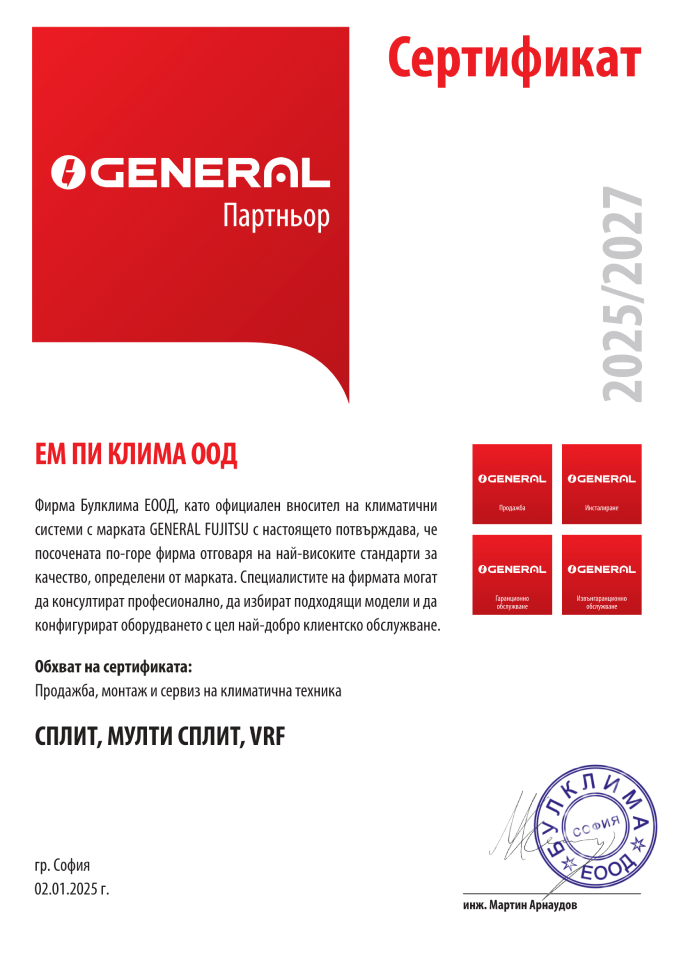 Сертификат
GENERAL
Партньор
2025/2027
ЕМ ПИ КЛИМА ООД
Фирма Булклима ЕООД, като официален вносител на климатични
системи с марката GENERAL FUJITSU с настоящето потвърждава, че
посочената по-горе фирма отговаря на най-високите стандарти за
качество, определени от марката. Специалистите на фирмата могат
да консултират професионално, да избират подходящи модели и да
конфигурират оборудването с цел най-добро клиентско обслужване.
GENERAL
Продажба
GENERAL
Инсталиране
GENERAL
Гаранционно
обслужване
GENERAL
Извънгаранционно
обслужване
Обхват на сертификата:
Продажба, монтаж и сервиз на климатична техника
СПЛИТ, МУЛТИ СПЛИТ, VRF
БУЛКЛИМА
СОФИЯ
ЕООД
гр. София
02.01.2025 г.
инж. Мартин Арнаудов